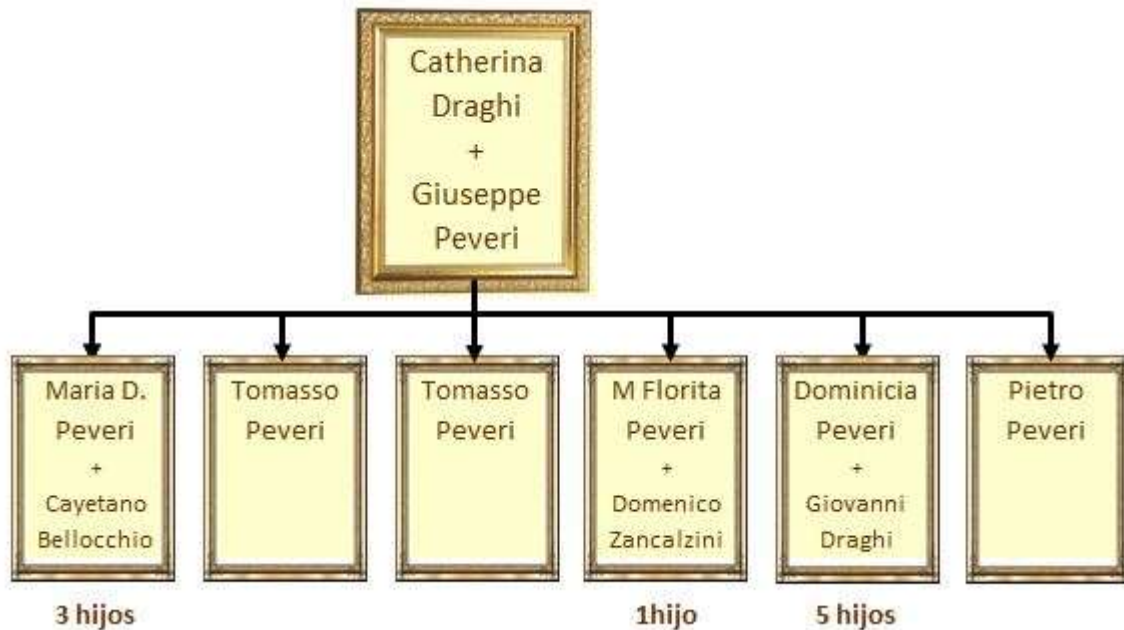 Catherina
Draghi
+
Giuseppe
Peveri
Maria D.
Peveri
+
Cayetano
Bellocchio
3 hijos
Tomasso
Peveri
Tomasso
Peveri
M Florita
Peveri
+
Domenico
Zancalzini
1hijo
Dominicia
Peveri
+
Giovanni
Draghi
5 hijos
Pietro
Peveri